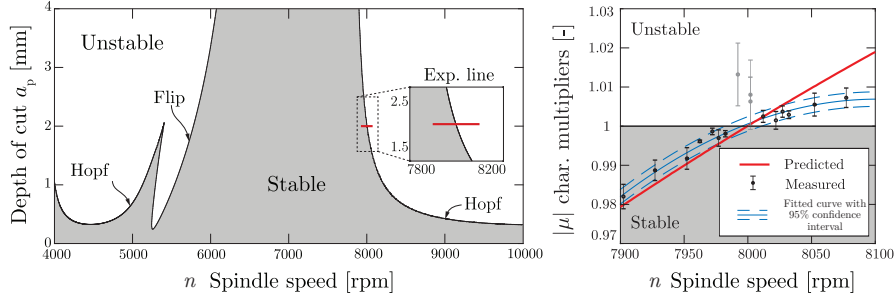 Depth of cut aₚ [mm]
4
3
2
1
0
Unstable
Flip
Hopf
Stable
Hopf
Exp. line
2.5
1.5
7800
8200
4000
5000
6000
7000
8000
9000
10000
n Spindle speed [rpm]
|μ| char. multipliers [-]
1.03
1.02
1.01
1
0.99
0.98
0.97
Unstable
Stable
Predicted
Measured
Fitted curve with
95% confidence
interval
7900
7950
8000
8050
8100
n Spindle speed [rpm]